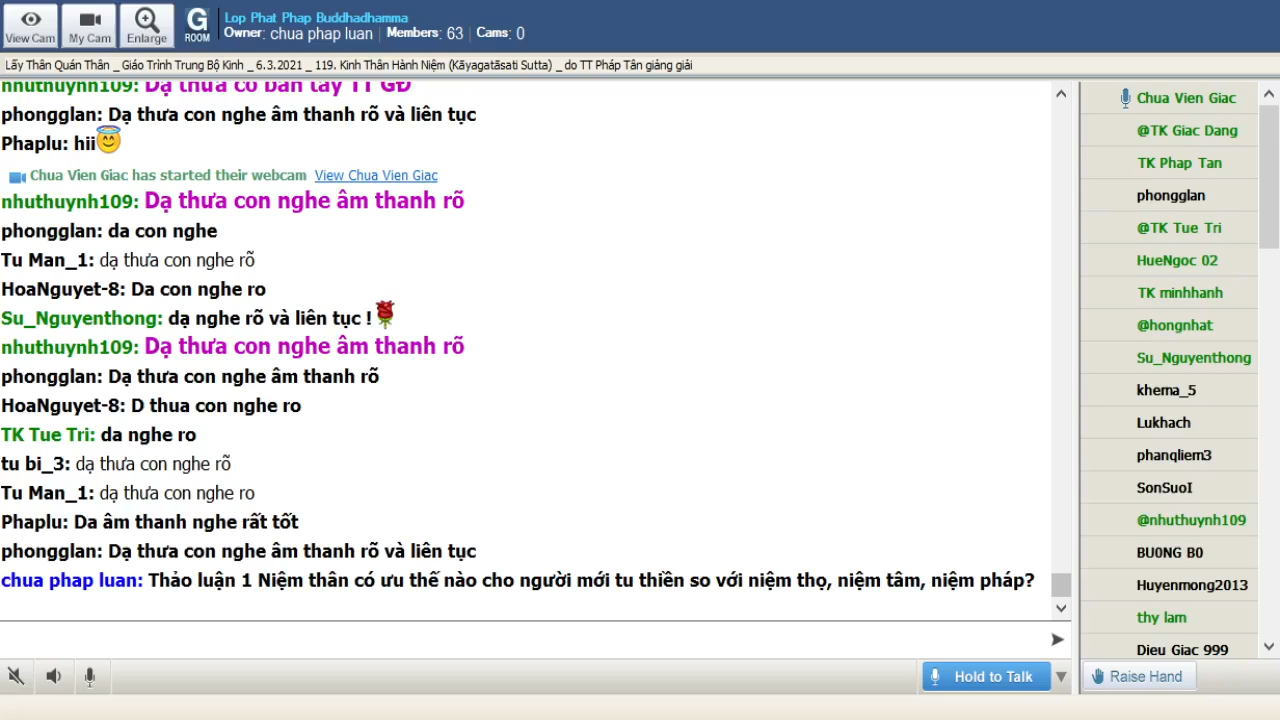 View Cam
My Cam
Enlarge
G
ROOM
Lop Phat Phap Buddhadhamma
Owner: chua phap luan | Members: 63 | Cams: 0
Lấy Thân Quán Thân _ Giáo Trình Trung Bộ Kinh _ 6.3.2021 _ 119. Kinh Thân Hành Niệm (Kāyagatāsati Sutta) _ do TT Pháp Tân giảng giải
nhuthuynh109: Dạ thưa có bàn tay TT GĐ
phongglan: Dạ thưa con nghe âm thanh rõ và liên tục
Phaplu: hii
Chua Vien Giac has started their webcam View Chua Vien Giac
nhuthuynh109: Dạ thưa con nghe âm thanh rõ
phongglan: da con nghe
Tu Man_1: dạ thưa con nghe rõ
HoaNguyet-8: Da con nghe ro
Su_Nguyenthong: dạ nghe rõ và liên tục !
nhuthuynh109: Dạ thưa con nghe âm thanh rõ
phongglan: Dạ thưa con nghe âm thanh rõ
HoaNguyet-8: D thua con nghe ro
TK Tue Tri: da nghe ro
tu bi_3: dạ thưa con nghe rõ
Tu Man_1: dạ thưa con nghe ro
Phaplu: Da âm thanh nghe rất tốt
phongglan: Dạ thưa con nghe âm thanh rõ và liên tục
chua phap luan: Thảo luận 1 Niệm thân có ưu thế nào cho người mới tu thiền so với niệm thọ, niệm tâm, niệm pháp?
Hold to Talk
Chua Vien Giac
@TK Giac Dang
TK Phap Tan
phongglan
@TK Tue Tri
HueNgoc 02
TK minhhanh
@hongnhat
Su_Nguyenthong
khema_5
Lukhach
phanqliem3
SonSuoI
@nhuthuynh109
BU0NG B0
Huyenmong2013
thy lam
Dieu Giac 999
Raise Hand